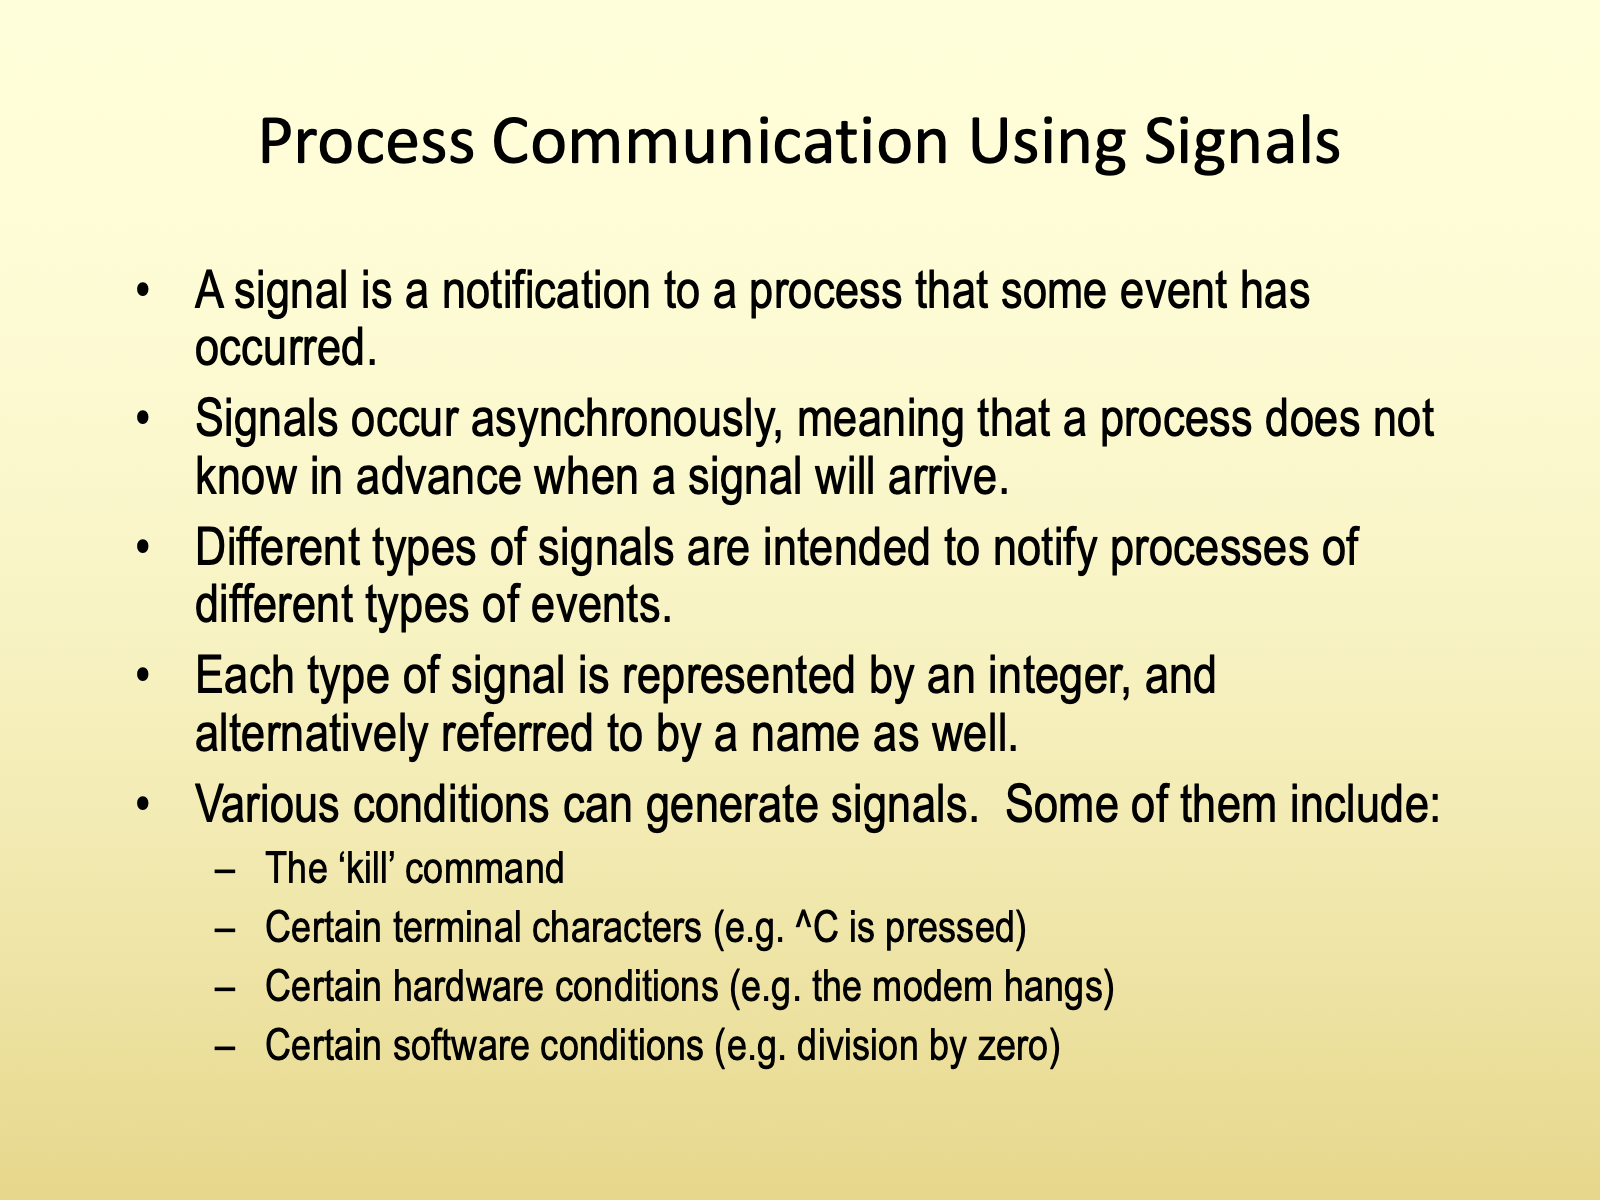 Process Communication Using Signals
• A signal is a notification to a process that some event has
occurred.
• Signals occur asynchronously, meaning that a process does not
know in advance when a signal will arrive.
• Different types of signals are intended to notify processes of
different types of events.
• Each type of signal is represented by an integer, and
alternatively referred to by a name as well.
• Various conditions can generate signals.  Some of them include:
– The ‘kill’ command
– Certain terminal characters (e.g. ^C is pressed)
– Certain hardware conditions (e.g. the modem hangs)
– Certain software conditions (e.g. division by zero)